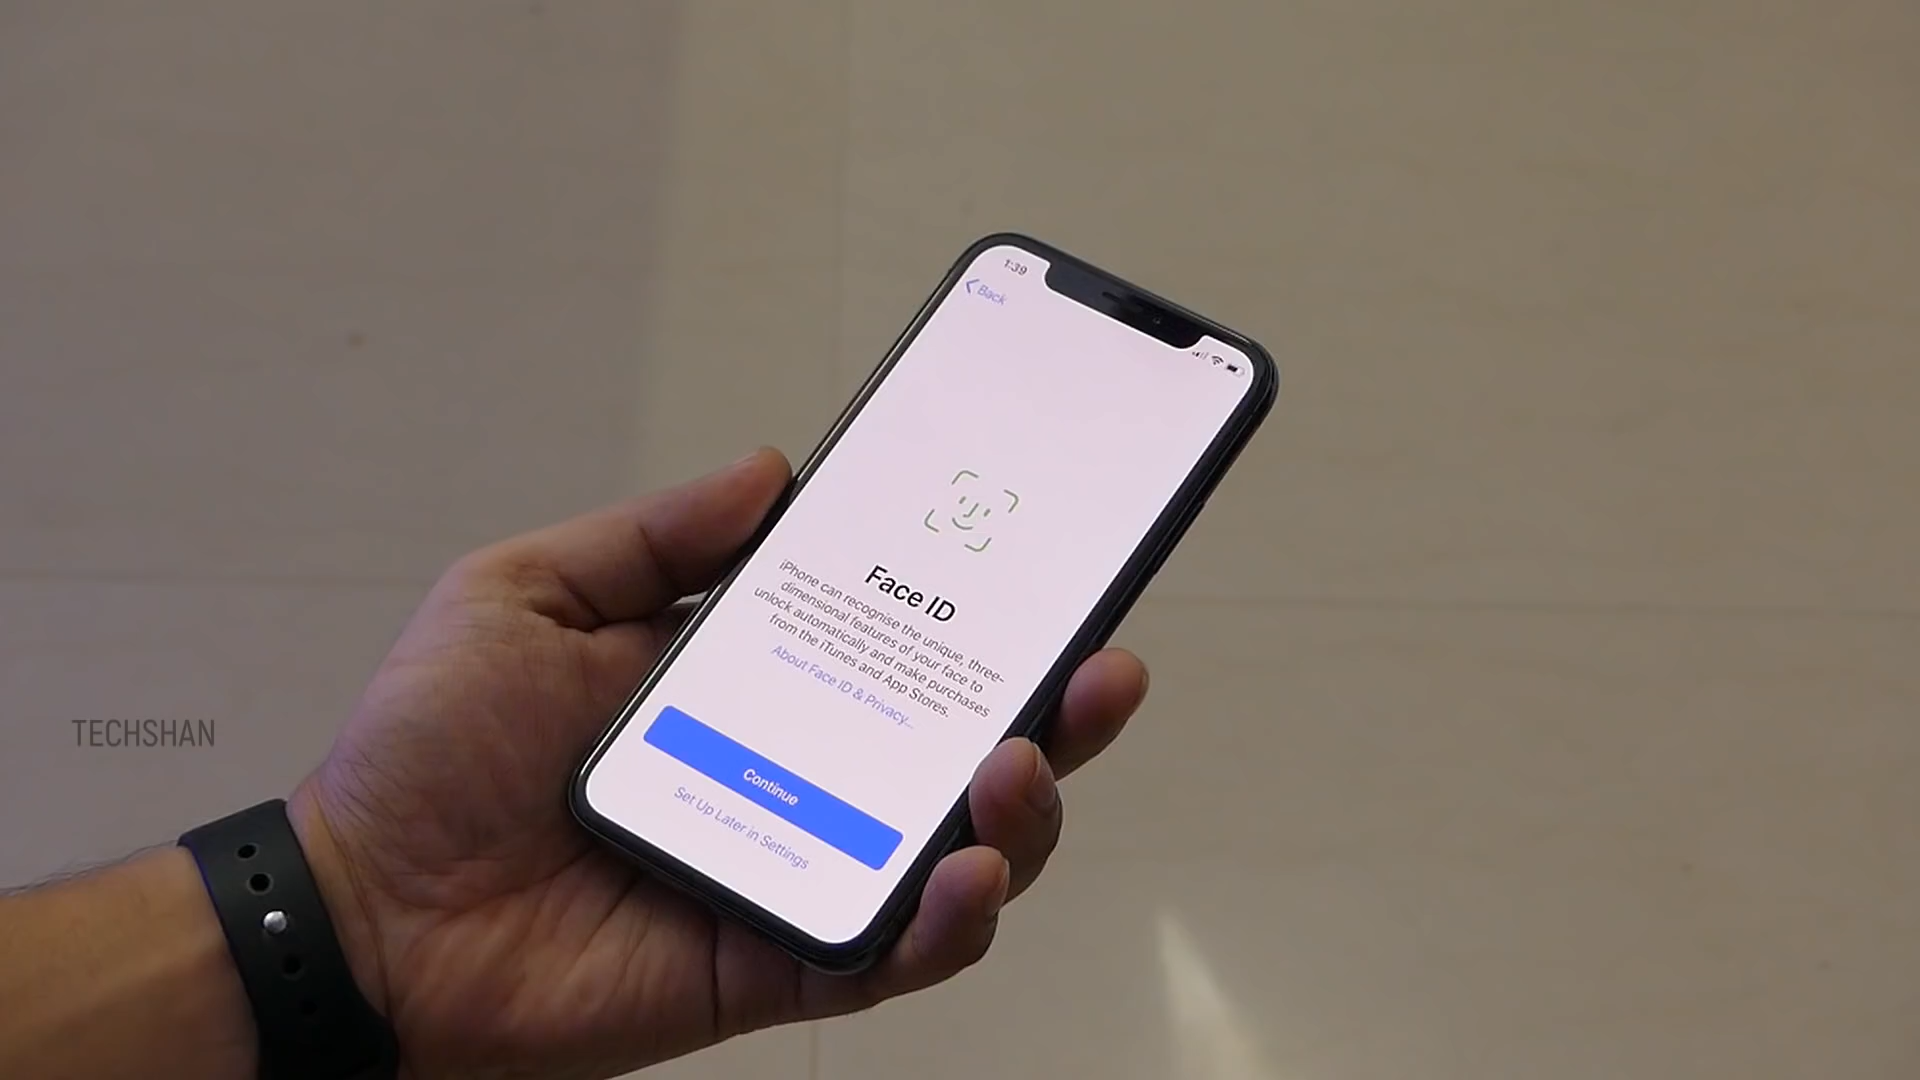 1:39
Back
Face ID
iPhone can recognise the unique, three-
dimensional features of your face to
unlock automatically and make purchases
from the iTunes and App Stores.
About Face ID & Privacy...
Continue
Set Up Later in Settings
TECHSHAN